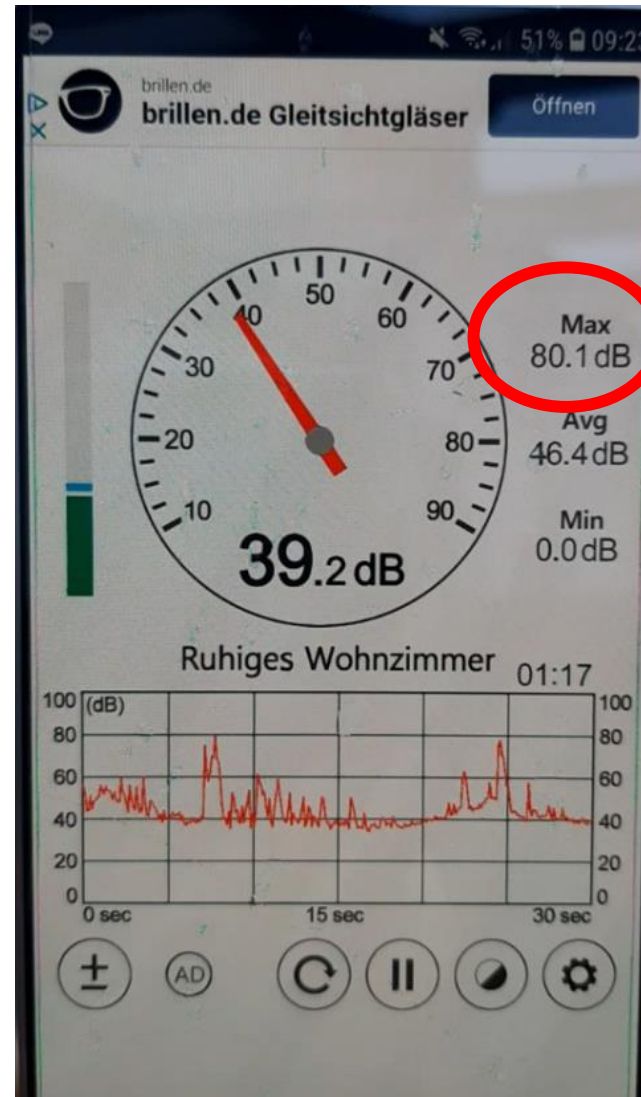 51% 09:23
brillen.de
brillen.de Gleitsichtgläser
Öffnen
50
40
60
30
70
20
80
10
90
39.2 dB
Max
80.1 dB
Avg
46.4 dB
Min
0.0 dB
Ruhiges Wohnzimmer
01:17
100 (dB) 100
80 80
60 60
40 40
20 20
0 0
0 sec 15 sec 30 sec
AD